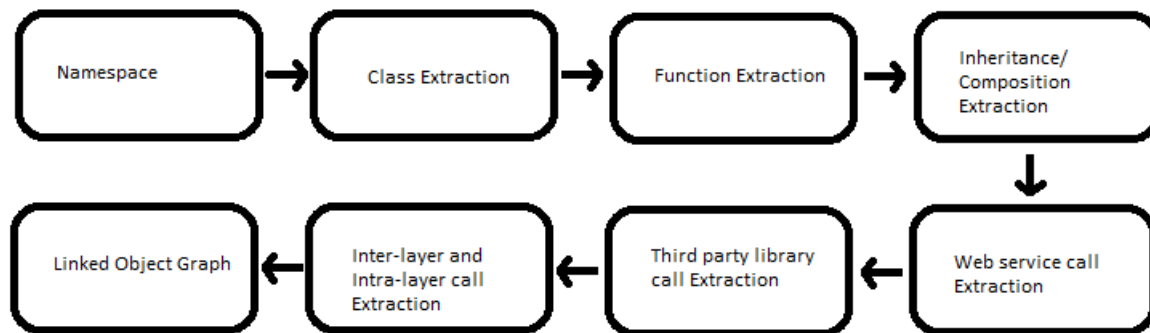 Namespace
Class Extraction
Function Extraction
Inheritance/
Composition
Extraction
Linked Object Graph
Inter-layer and
Intra-layer call
Extraction
Third party library
call Extraction
Web service call
Extraction